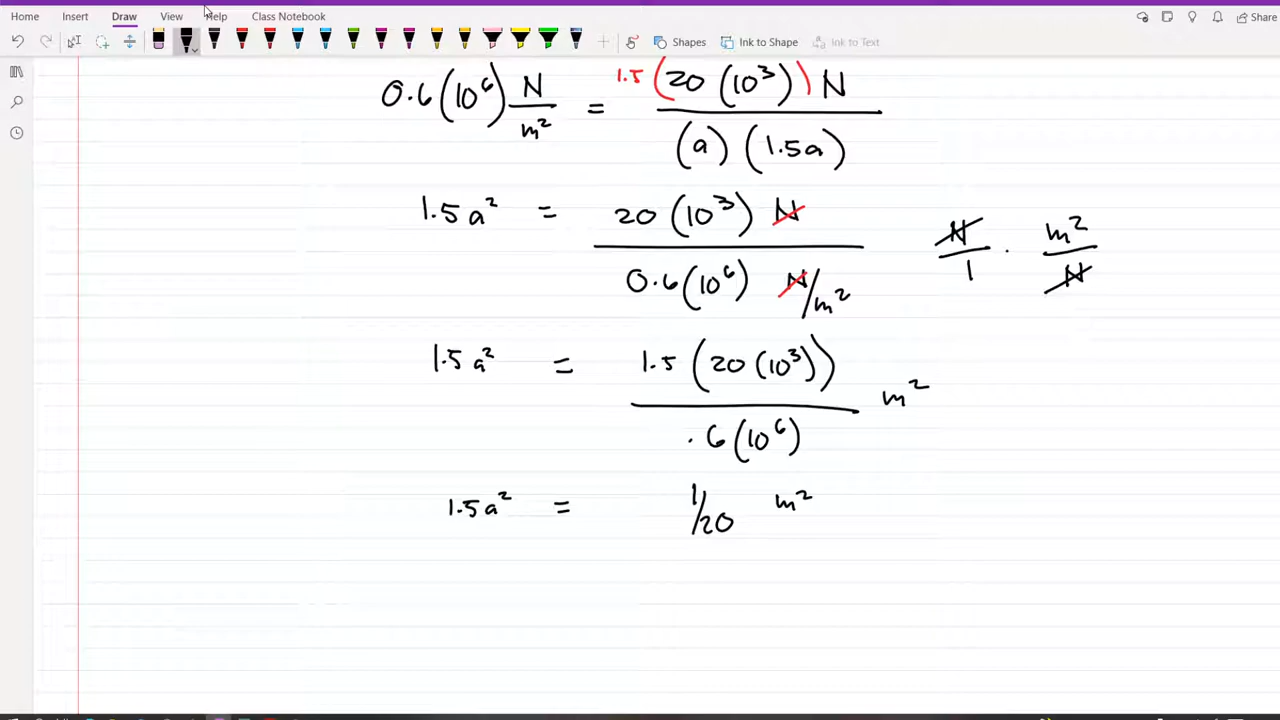 Home Insert Draw View Help Class Notebook
Shapes Ink to Shape Ink to Text Share
0.6(10⁶) N/m² = 1.5(20(10³)) N / (a)(1.5a)
1.5a² = 20(10³) N / 0.6(10⁶) N/m²
N/1 · m²/N
1.5a² = 1.5(20(10³)) / .6(10⁶) m²
1.5a² = 1/20 m²